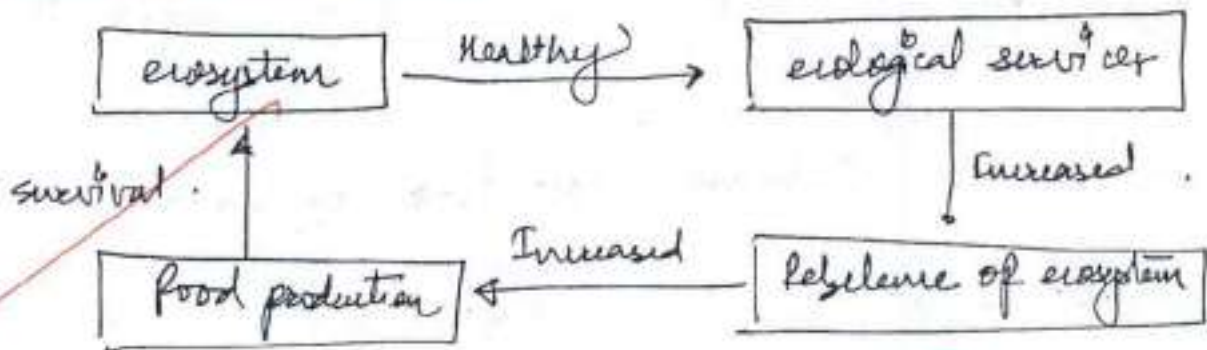 ecosystem
Healthy
ecological services
Increased
survival.
Increased
food production
Resilience of ecosystem